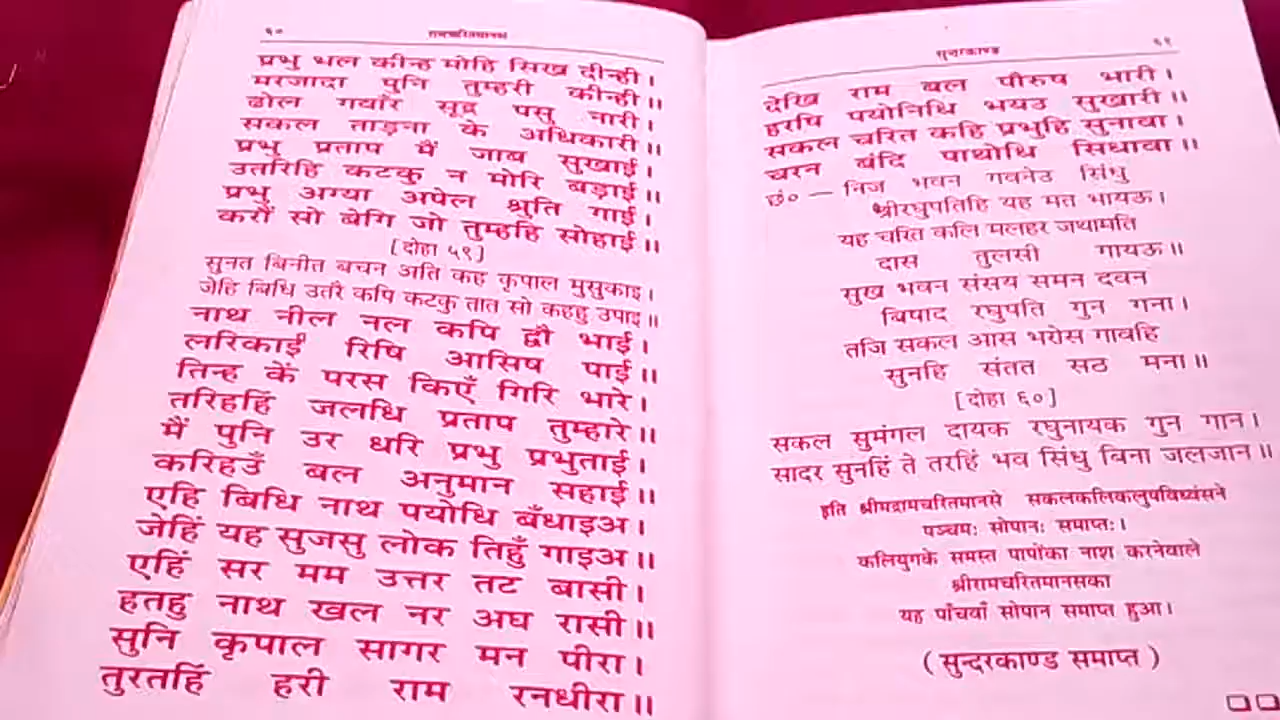 ६०
रामचरितमानस
प्रभु भल कीन्ह मोहि सिख दीन्ही ।
मरजादा पुनि तुम्हरी कीन्ही ॥
ढोल गवाँर सूद्र पसु नारी ।
सकल ताड़ना के अधिकारी ॥
प्रभु प्रताप मैं जाब सुखाई ।
उतरिहि कटकु न मोरि बड़ाई ॥
प्रभु अग्या अपेल श्रुति गाई ।
करौं सो बेगि जो तुम्हहि सोहाई ॥
[दोहा ५९]
सुनत बिनीत बचन अति कह कृपाल मुसुकाइ ।
जेहि बिधि उतरै कपि कटकु तात सो कहहु उपाइ ॥
नाथ नील नल कपि द्वौ भाई ।
लरिकाईं रिषि आसिष पाई ॥
तिन्ह कें परस किएँ गिरि भारे ।
तरिहहिं जलधि प्रताप तुम्हारे ॥
मैं पुनि उर धरि प्रभु प्रभुताई ।
करिहउँ बल अनुमान सहाई ॥
एहि बिधि नाथ पयोधि बँधाइअ ।
जेहिं यह सुजसु लोक तिहुँ गाइअ ॥
एहिं सर मम उत्तर तट बासी ।
हतहु नाथ खल नर अघ रासी ॥
सुनि कृपाल सागर मन पीरा ।
तुरतहिं हरी राम रनधीरा ॥
सुन्दरकाण्ड
६१
देखि राम बल पौरुष भारी ।
हरषि पयोनिधि भयउ सुखारी ॥
सकल चरित कहि प्रभुहि सुनावा ।
चरन बंदि पाथोधि सिधावा ॥
छं० — निज भवन गवनेउ सिंधु
श्रीरघुपतिहि यह मत भायऊ ।
यह चरित कलि मलहर जथामति
दास तुलसी गायऊ ॥
सुख भवन संसय समन दवन
बिषाद रघुपति गुन गना ।
तजि सकल आस भरोस गावहि
सुनहि संतत सठ मना ॥
[दोहा ६०]
सकल सुमंगल दायक रघुनायक गुन गान ।
सादर सुनहिं ते तरहिं भव सिंधु बिना जलजान ॥
इति श्रीमद्रामचरितमानसे सकलकलिकलुषविध्वंसने
पञ्चमः सोपानः समाप्तः ।
कलियुगके समस्त पापोंका नाश करनेवाले
श्रीरामचरितमानसका
यह पाँचवाँ सोपान समाप्त हुआ ।
( सुन्दरकाण्ड समाप्त )